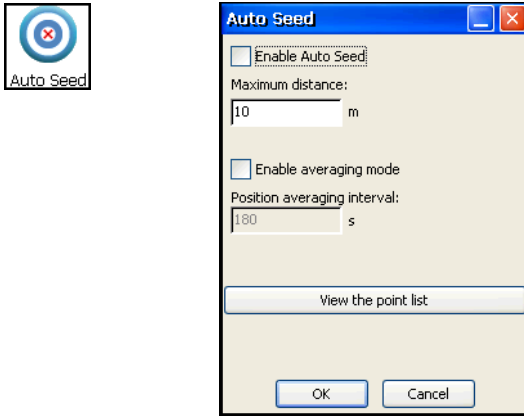 Auto Seed
Auto Seed
Enable Auto Seed
Maximum distance:
10 m
Enable averaging mode
Position averaging interval:
180 s
View the point list
OK Cancel